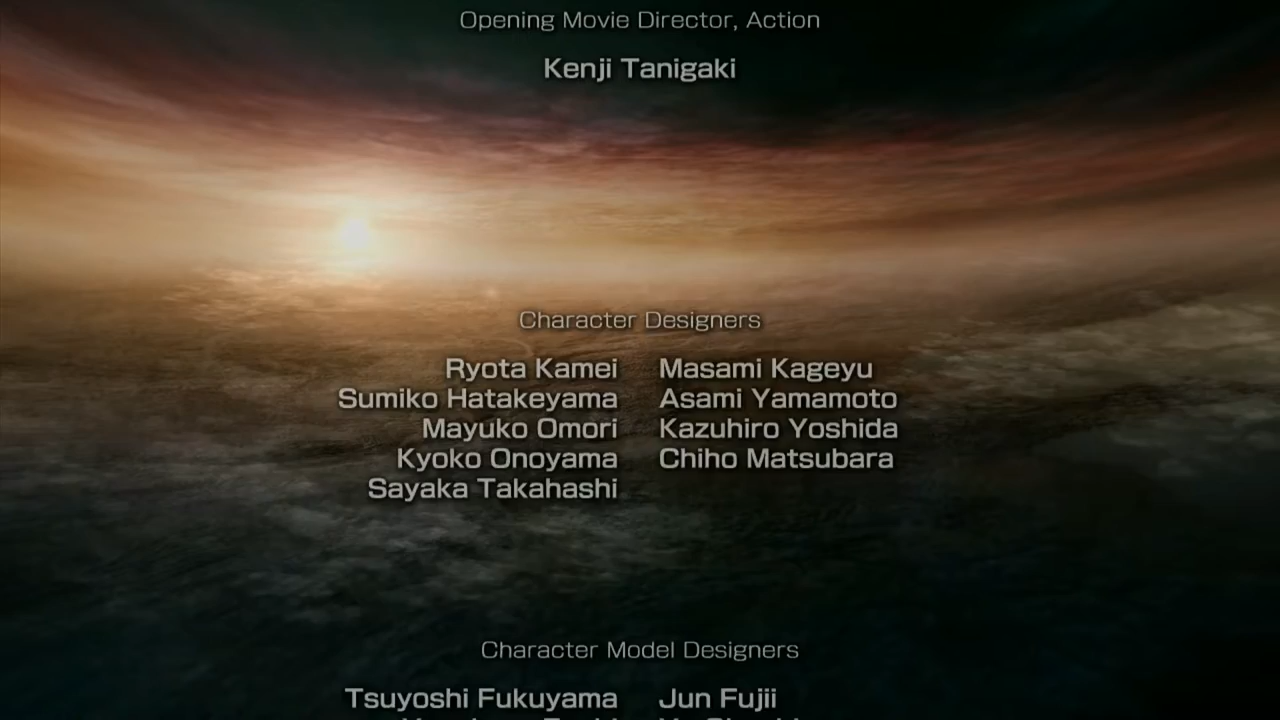 Opening Movie Director, Action
Kenji Tanigaki
Character Designers
Ryota Kamei Masami Kageyu
Sumiko Hatakeyama Asami Yamamoto
Mayuko Omori Kazuhiro Yoshida
Kyoko Onoyama Chiho Matsubara
Sayaka Takahashi
Character Model Designers
Tsuyoshi Fukuyama Jun Fujii